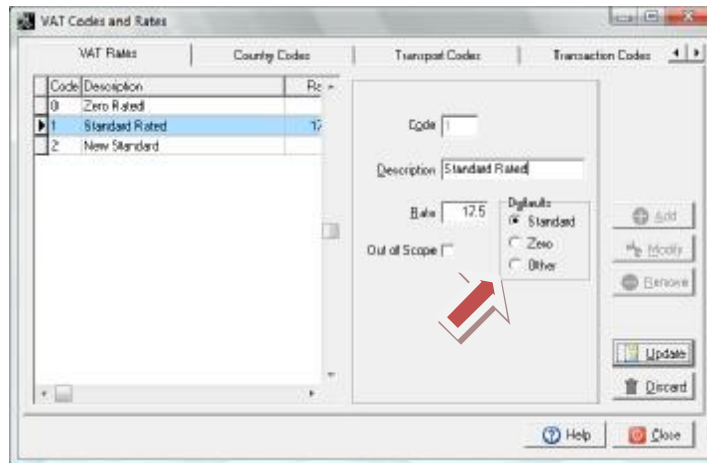 VAT Codes and Rates
VAT Rates Country Codes Transport Codes Transaction Codes
Code Description Ra
0 Zero Rated
1 Standard Rated 17
2 New Standard
Code 1
Description Standard Rated
Rate 17.5
Defaults
Standard
Zero
Other
Out of Scope
Add
Modify
Remove
Update
Discard
Help Close